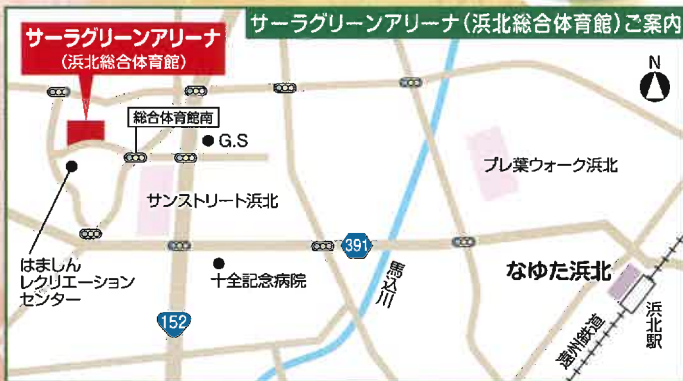 サーラグリーンアリーナ(浜北総合体育館)ご案内
サーラグリーンアリーナ
(浜北総合体育館)
N
総合体育館南
G.S
プレ葉ウォーク浜北
サンストリート浜北
391
はましん
レクリエーション
センター
十全記念病院
馬込川
なゆた浜北
152
遠州鉄道
浜北駅